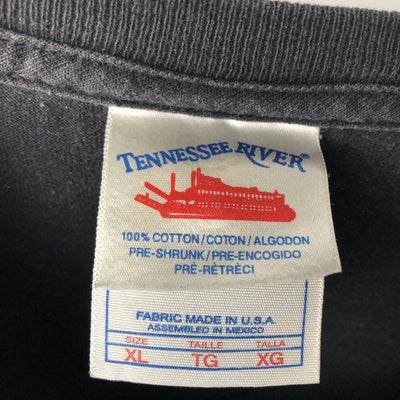 TENNESSEE RIVER®
100% COTTON/COTON/ALGODON
PRE-SHRUNK/PRE-ENCOGIDO
PRÉ-RÈTRÉCI
FABRIC MADE IN U.S.A.
ASSEMBLED IN MEXICO
SIZE TAILLE TALLA
XL TG XG